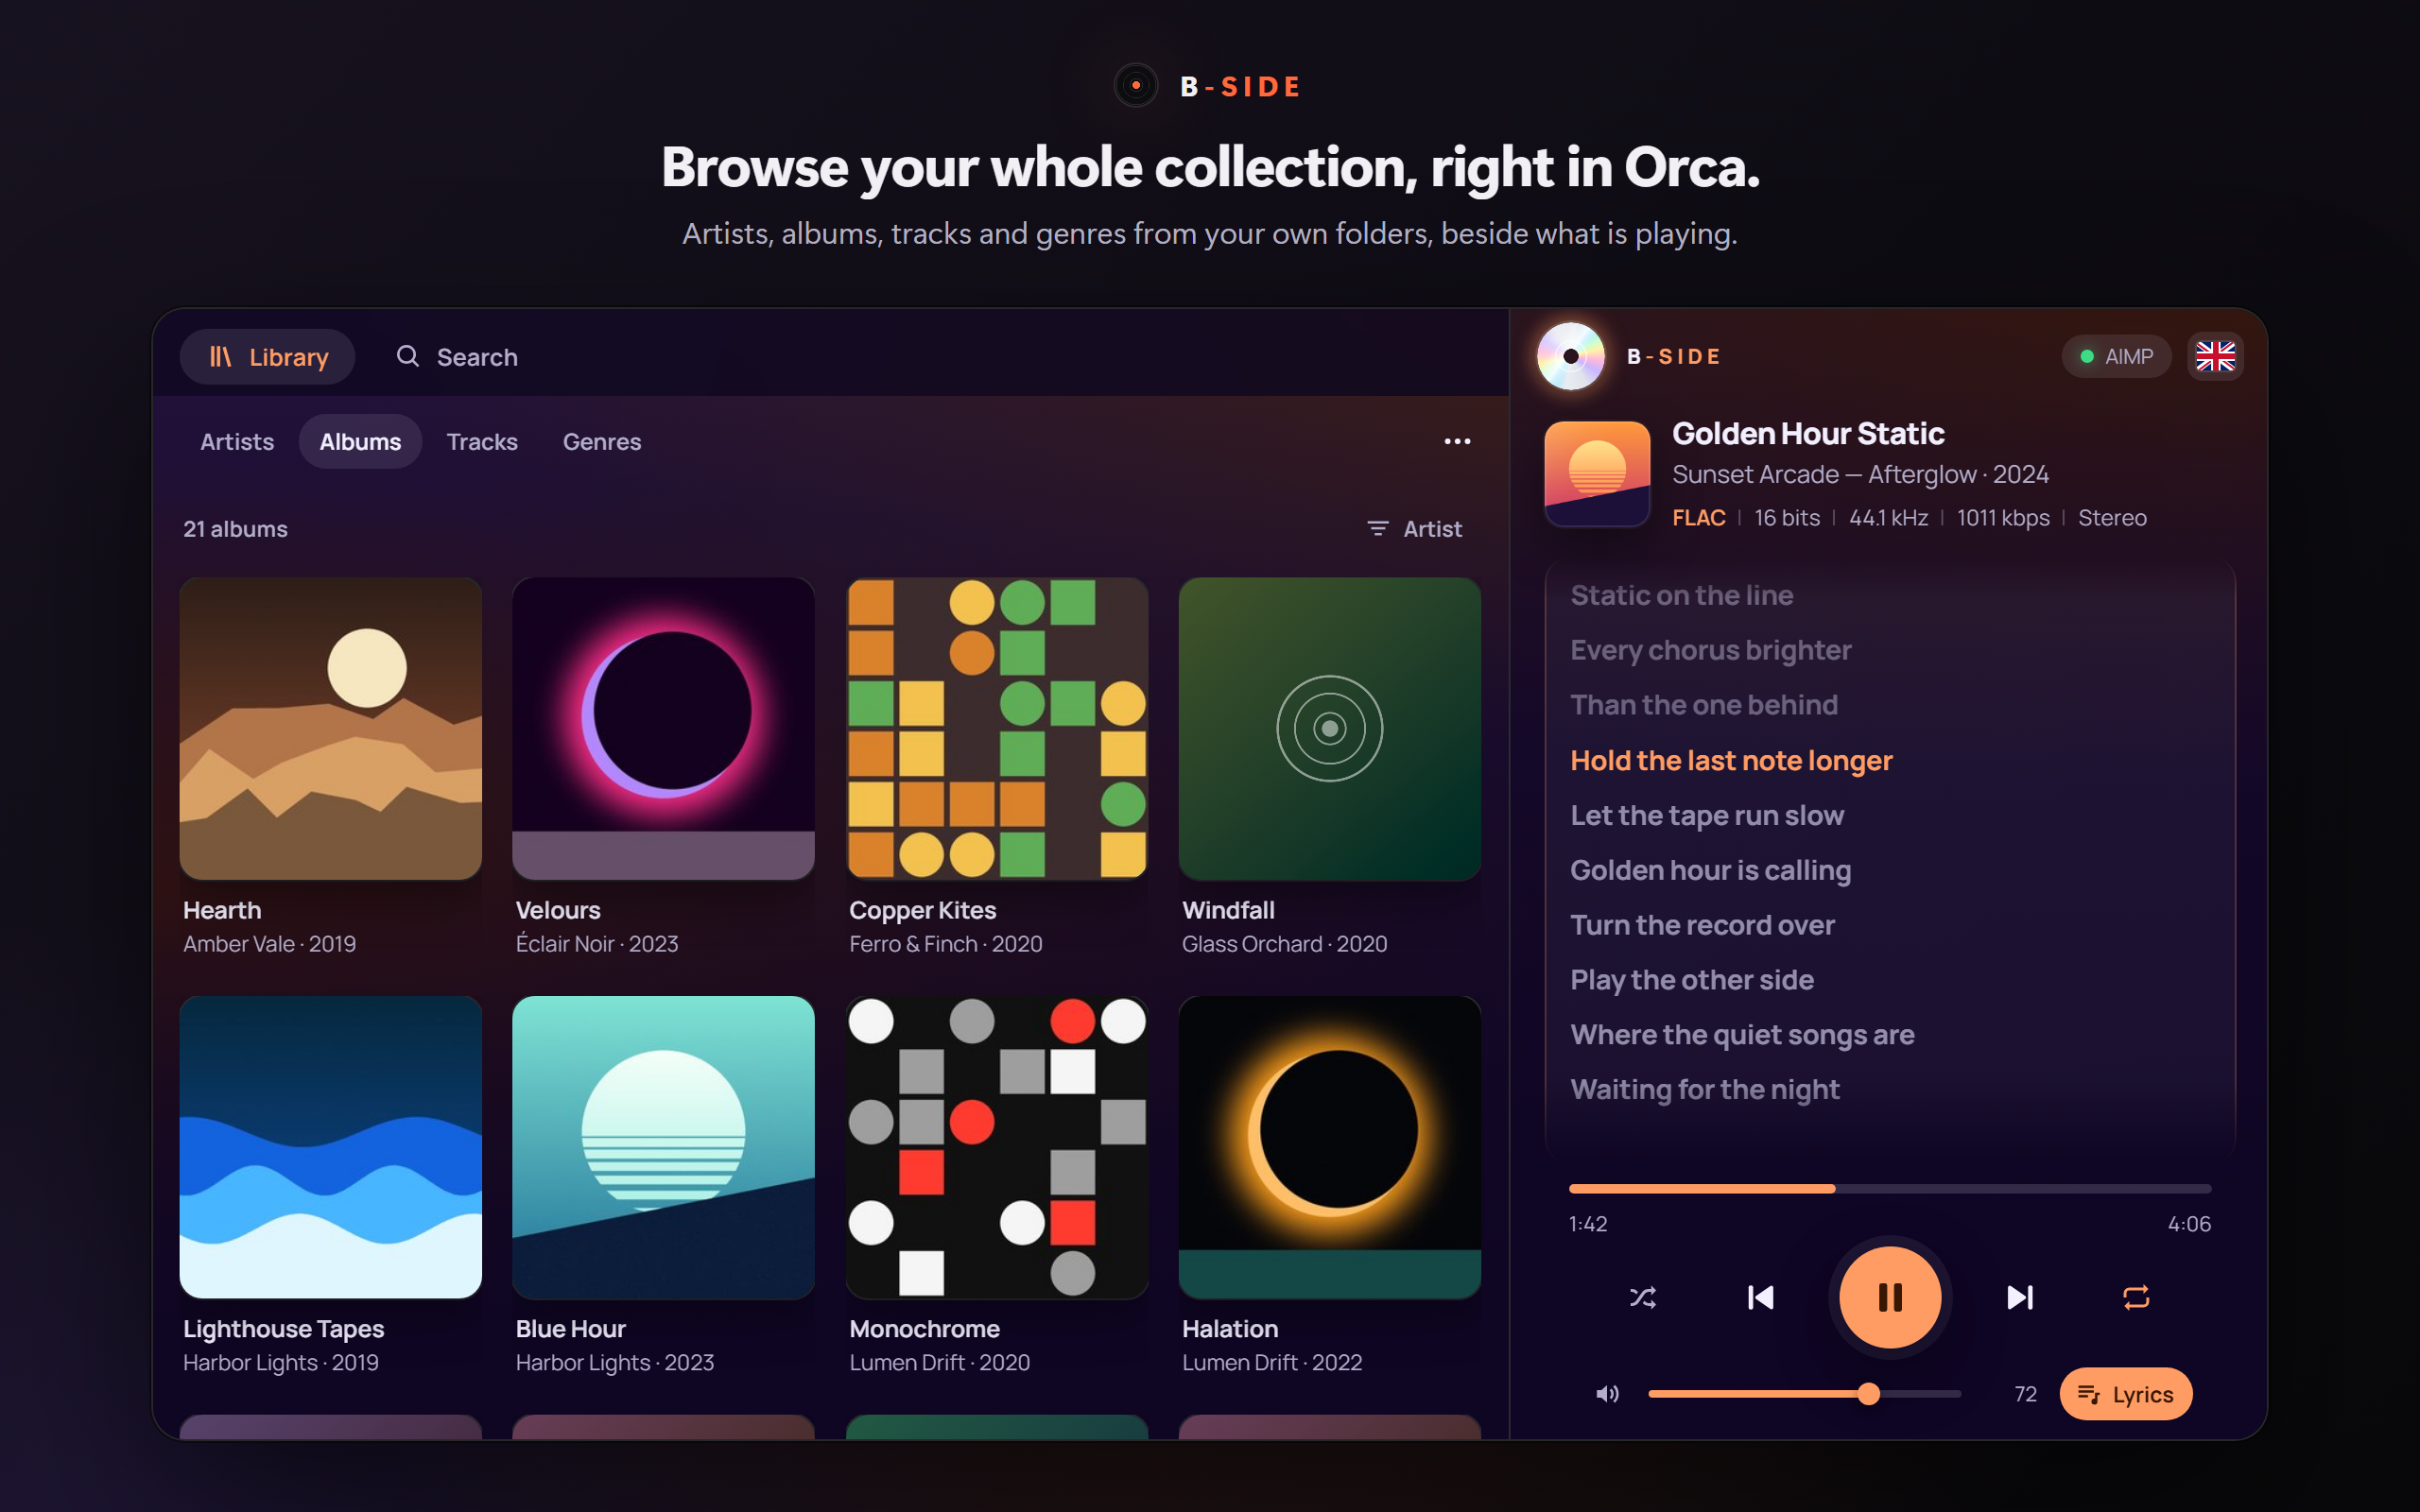 B-SIDE
Browse your whole collection, right in Orca.
Artists, albums, tracks and genres from your own folders, beside what is playing.
Library
Search
Artists
Albums
Tracks
Genres
21 albums
Artist
Hearth
Amber Vale · 2019
Velours
Éclair Noir · 2023
Copper Kites
Ferro & Finch · 2020
Windfall
Glass Orchard · 2020
Lighthouse Tapes
Harbor Lights · 2019
Blue Hour
Harbor Lights · 2023
Monochrome
Lumen Drift · 2020
Halation
Lumen Drift · 2022
B-SIDE
AIMP
Golden Hour Static
Sunset Arcade — Afterglow · 2024
FLAC | 16 bits | 44.1 kHz | 1011 kbps | Stereo
Static on the line
Every chorus brighter
Than the one behind
Hold the last note longer
Let the tape run slow
Golden hour is calling
Turn the record over
Play the other side
Where the quiet songs are
Waiting for the night
1:42
4:06
72
Lyrics